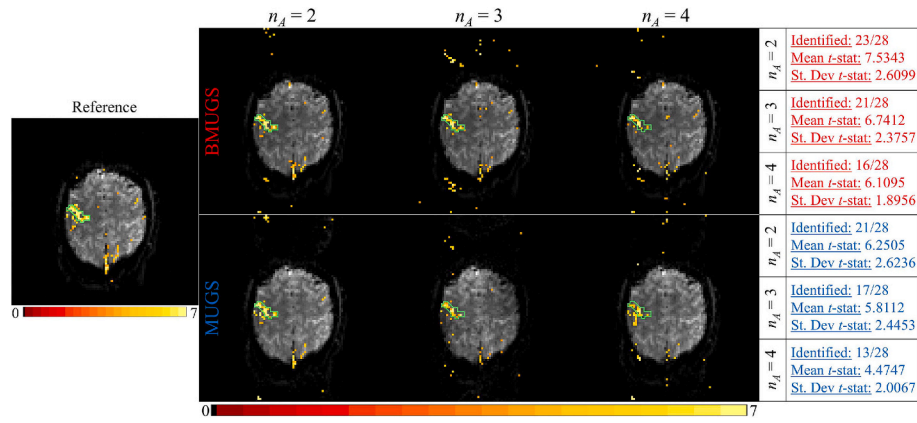 n_A = 2
n_A = 3
n_A = 4
Reference
0
7
BMUGS
MUGS
0
7
n_A = 2
Identified: 23/28
Mean t-stat: 7.5343
St. Dev t-stat: 2.6099
n_A = 3
Identified: 21/28
Mean t-stat: 6.7412
St. Dev t-stat: 2.3757
n_A = 4
Identified: 16/28
Mean t-stat: 6.1095
St. Dev t-stat: 1.8956
n_A = 2
Identified: 21/28
Mean t-stat: 6.2505
St. Dev t-stat: 2.6236
n_A = 3
Identified: 17/28
Mean t-stat: 5.8112
St. Dev t-stat: 2.4453
n_A = 4
Identified: 13/28
Mean t-stat: 4.4747
St. Dev t-stat: 2.0067